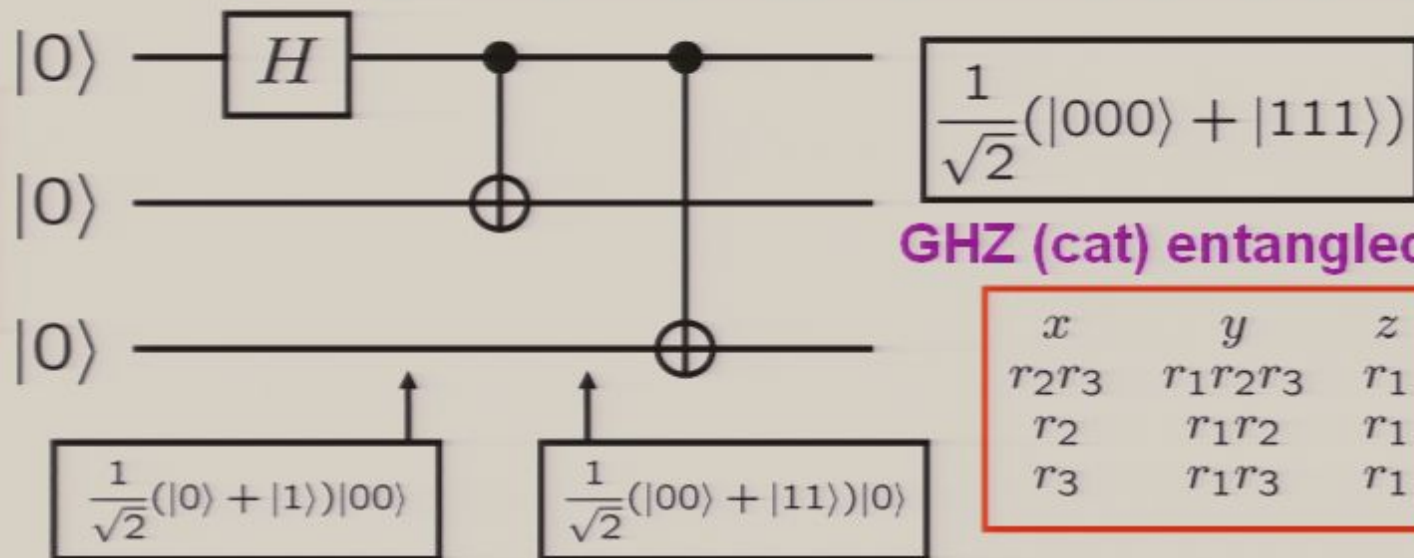 |0⟩ H
|0⟩
|0⟩
1/√2(|000⟩ + |111⟩)
GHZ (cat) entangled
x y z
r₂r₃ r₁r₂r₃ r₁
r₂ r₁r₂ r₁
r₃ r₁r₃ r₁
1/√2(|0⟩ + |1⟩)|00⟩
1/√2(|00⟩ + |11⟩)|0⟩